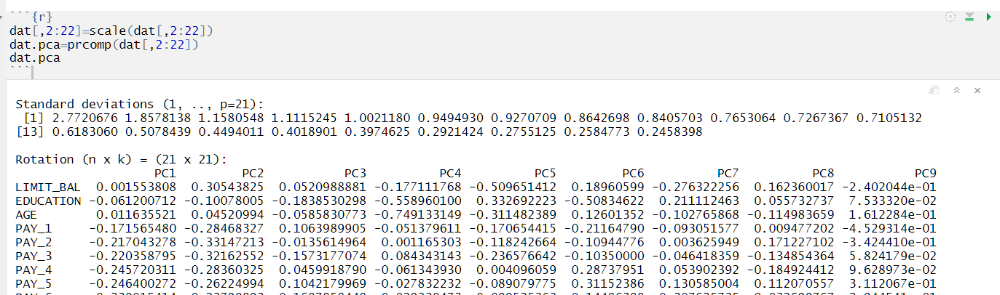 ```{r}
dat[,2:22]=scale(dat[,2:22])
dat.pca=prcomp(dat[,2:22])
dat.pca
```
Standard deviations (1, .., p=21):
[1] 2.7720676 1.8578138 1.1580548 1.1115245 1.0021180 0.9494930 0.9270709 0.8642698 0.8405703 0.7653064 0.7267367 0.7105132
[13] 0.6183060 0.5078439 0.4494011 0.4018901 0.3974625 0.2921424 0.2755125 0.2584773 0.2458398
Rotation (n x k) = (21 x 21):
PC1 PC2 PC3 PC4 PC5 PC6 PC7 PC8 PC9
LIMIT_BAL 0.001553808 0.30543825 0.0520988881 -0.177111768 -0.509651412 0.18960599 -0.276322256 0.162360017 -2.402044e-01
EDUCATION -0.061200712 -0.10078005 -0.1838530298 -0.558960100 0.332692223 -0.50834622 0.211112463 0.055732737 7.533320e-02
AGE 0.011635521 0.04520994 -0.0585830773 -0.749133149 -0.311482389 0.12601352 -0.102765868 -0.114983659 1.612284e-01
PAY_1 -0.171565480 -0.28468327 0.1063989905 -0.051379611 -0.170654415 -0.21164790 -0.093051577 0.009477202 -4.529314e-01
PAY_2 -0.217043278 -0.33147213 -0.0135614964 0.001165303 -0.118242664 -0.10944776 0.003625949 0.171227102 -3.424410e-01
PAY_3 -0.220358795 -0.32162552 -0.1573177074 0.084343143 -0.236576642 -0.10350000 -0.046418359 -0.134854364 5.824179e-02
PAY_4 -0.245720311 -0.28360325 0.0459918790 -0.061343930 0.004096059 0.28737951 0.053902392 -0.184924412 9.628973e-02
PAY_5 -0.246400272 -0.26224994 0.1042179969 -0.027832232 -0.089079775 0.31152386 0.130585004 0.112070557 3.112067e-01